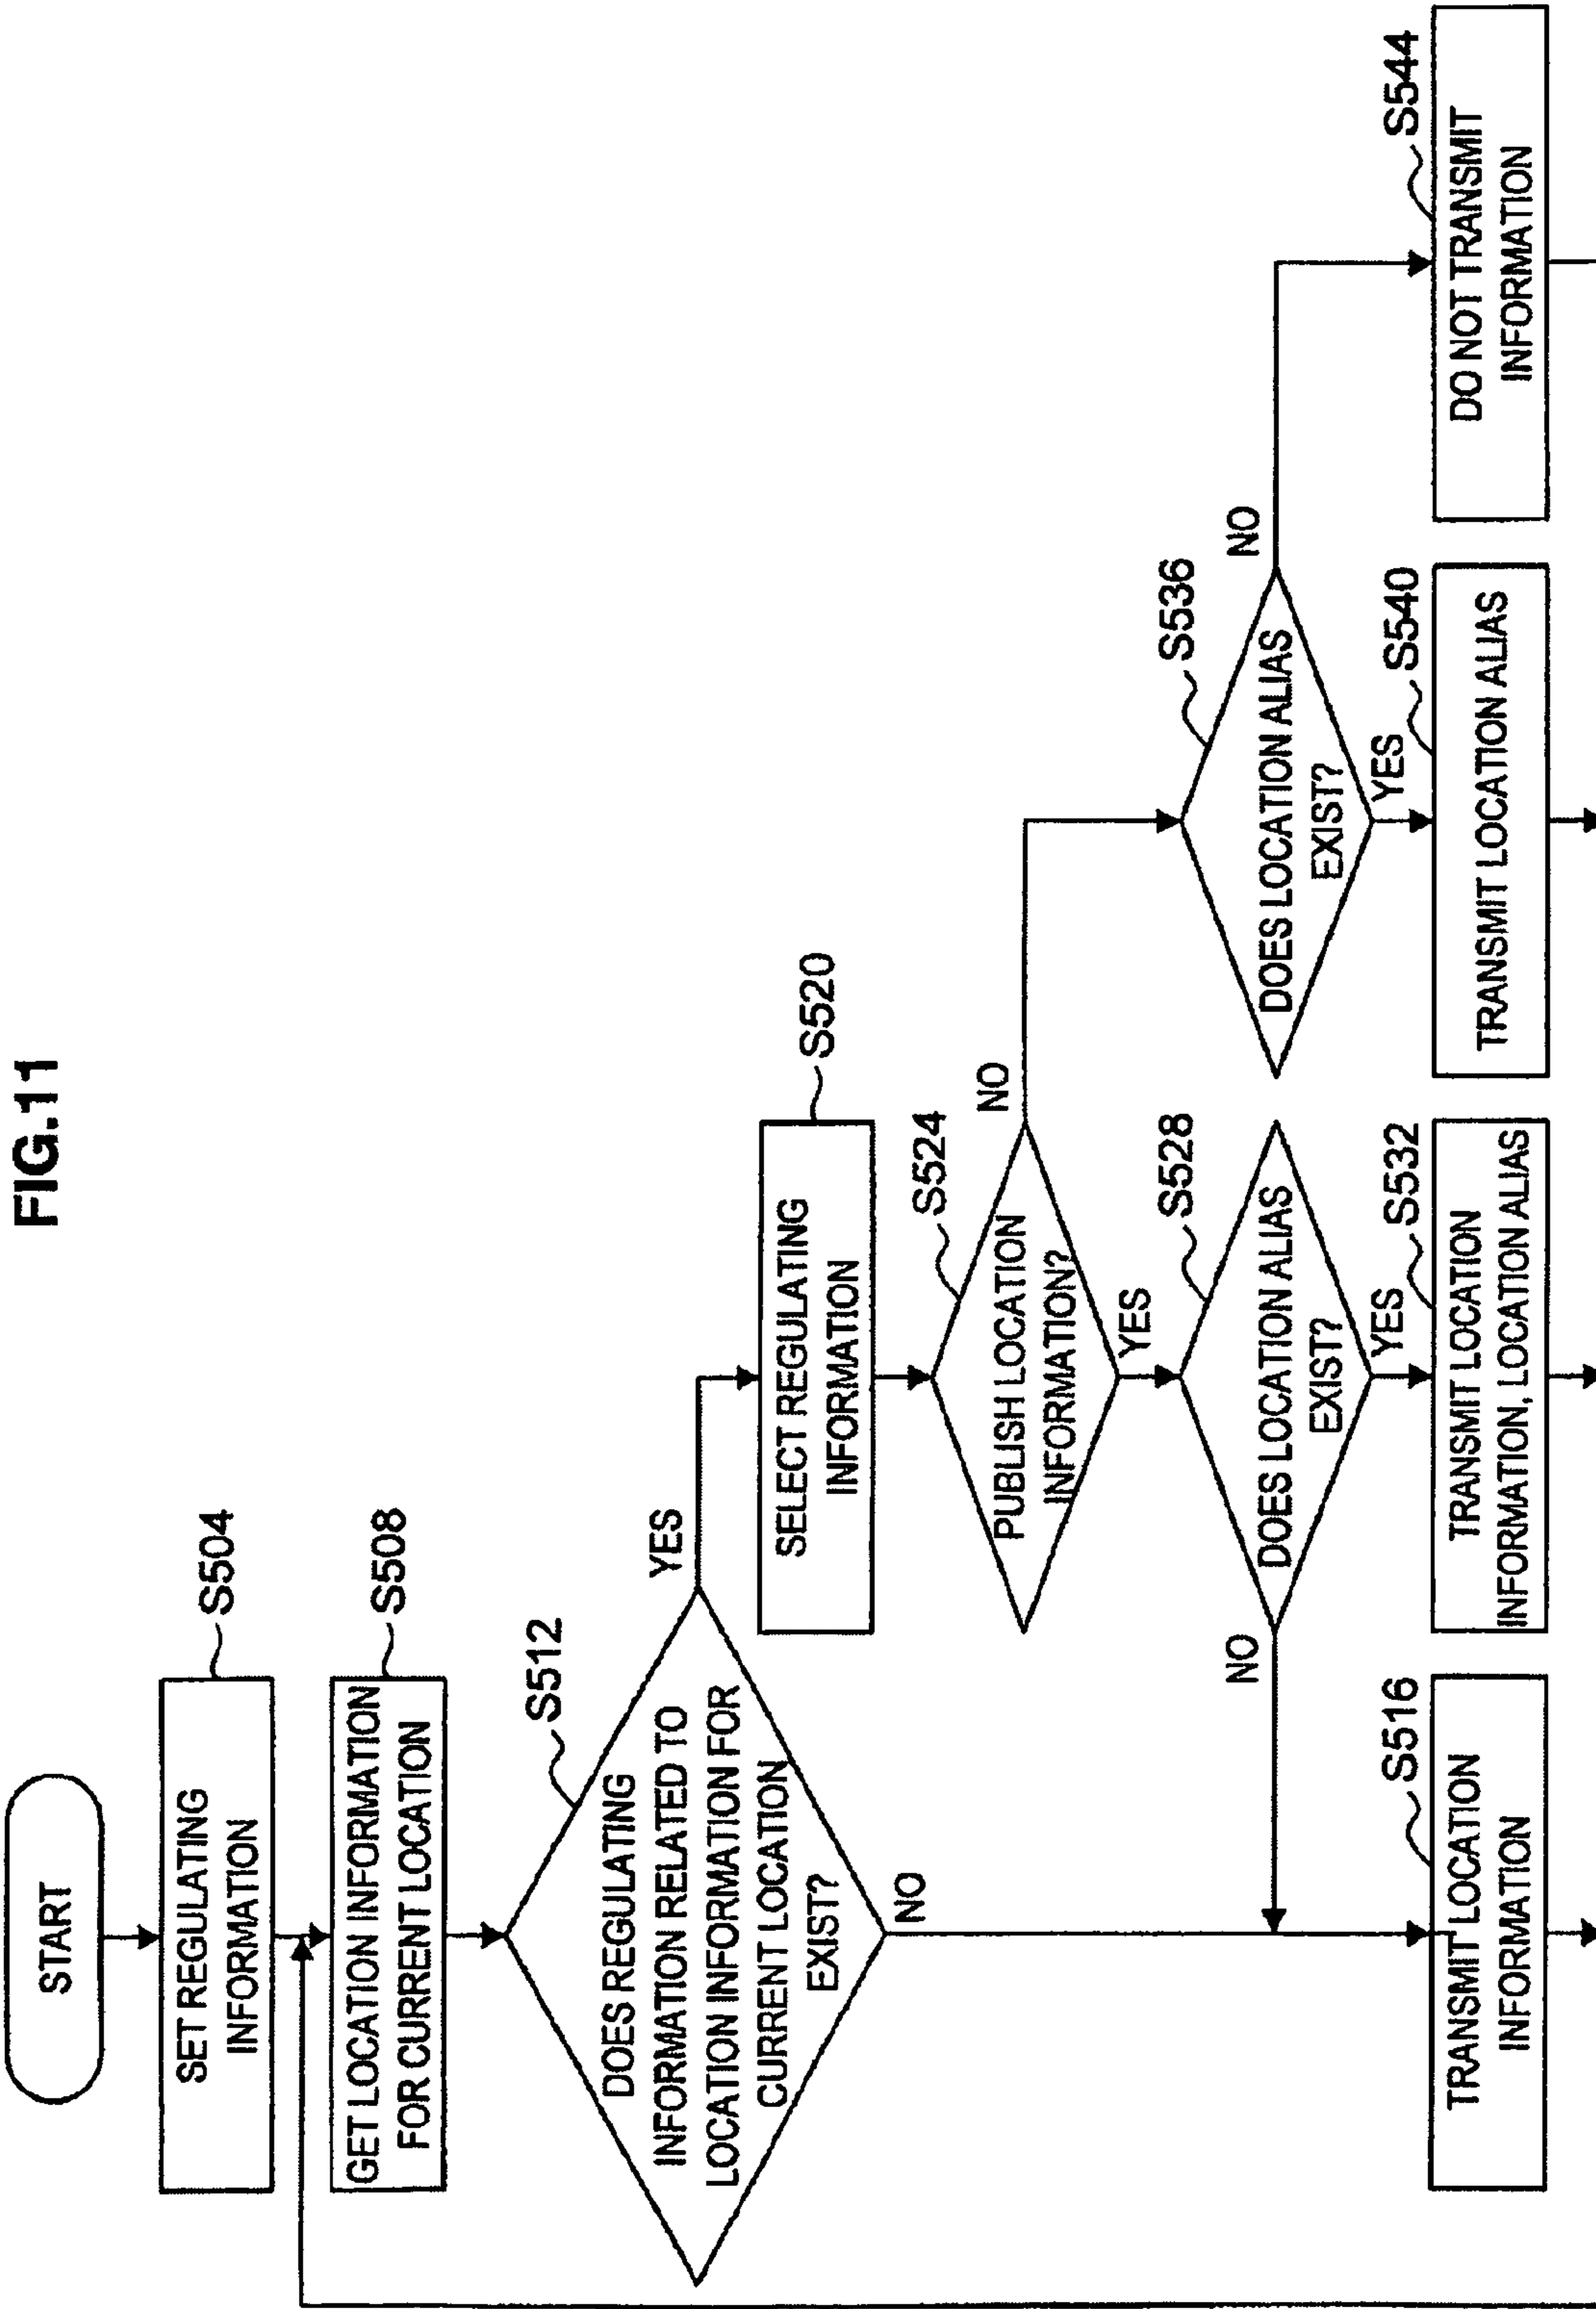 FIG.11
START
S504
SET REGULATING
INFORMATION
S508
GET LOCATION INFORMATION
FOR CURRENT LOCATION
S512
DOES REGULATING
INFORMATION RELATED TO
LOCATION INFORMATION FOR
CURRENT LOCATION
EXIST?
YES
NO
S520
SELECT REGULATING
INFORMATION
S524
PUBLISH LOCATION
INFORMATION?
NO
YES
S528
DOES LOCATION ALIAS
EXIST?
NO
YES
S536
DOES LOCATION ALIAS
EXIST?
NO
YES
S516
TRANSMIT LOCATION
INFORMATION
S532
TRANSMIT LOCATION
INFORMATION, LOCATION ALIAS
S540
TRANSMIT LOCATION ALIAS
S544
DO NOT TRANSMIT
INFORMATION